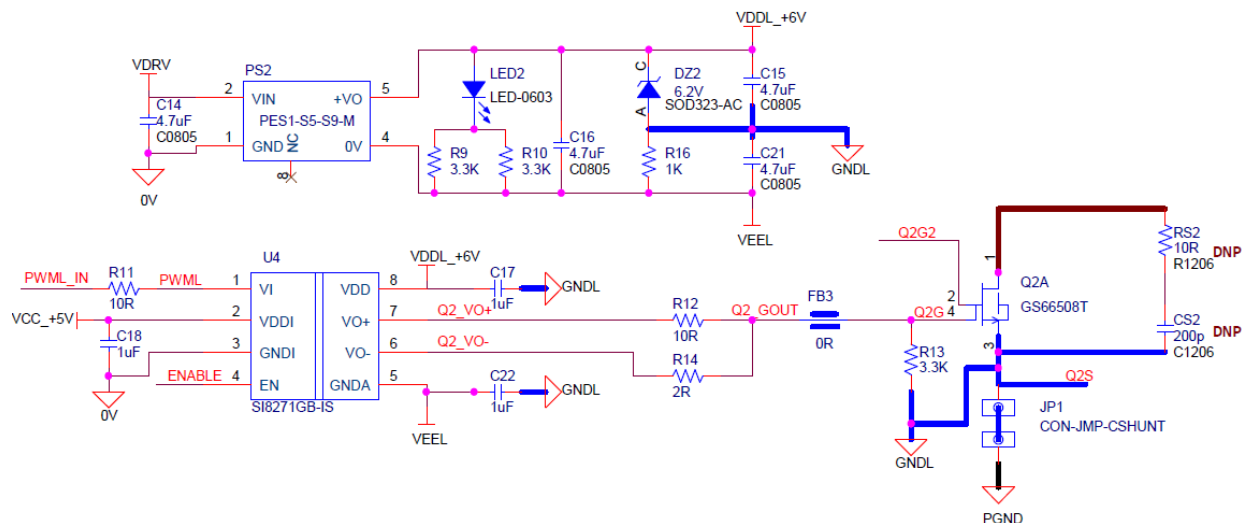 VDDL_+6V
VDRV
PS2
2
VIN
+VO
5
PES1-S5-S9-M
1
GND
NC
0V
4
8
C14
4.7uF
C0805
0V
LED2
LED-0603
R9
3.3K
R10
3.3K
C16
4.7uF
C0805
C
A
DZ2
6.2V
SOD323-AC
R16
1K
C15
4.7uF
C0805
C21
4.7uF
C0805
GNDL
VEEL
U4
PWML_IN
R11
10R
PWML
1
VI
VCC_+5V
2
VDDI
C18
1uF
3
GNDI
ENABLE
4
EN
0V
SI8271GB-IS
VDD
8
VO+
7
VO-
6
GNDA
5
VDDL_+6V
C17
1uF
GNDL
Q2_VO+
Q2_VO-
C22
1uF
GNDL
VEEL
R12
10R
R14
2R
Q2_GOUT
FB3
0R
Q2G2
Q2G
2
4
1
3
Q2A
GS66508T
R13
3.3K
GNDL
RS2
10R
R1206
DNP
CS2
200p
C1206
DNP
Q2S
JP1
CON-JMP-CSHUNT
PGND